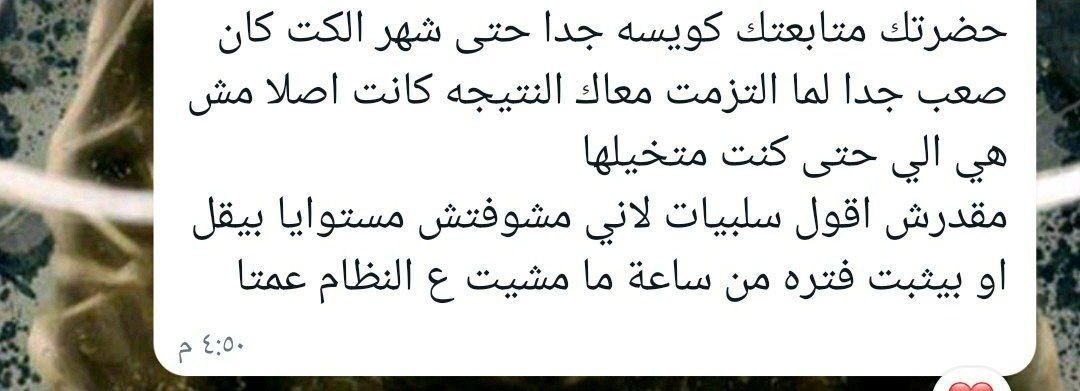 حضرتك متابعتك كويسه جدا حتى شهر الكت كان
صعب جدا لما التزمت معاك النتيجه كانت اصلا مش
هي الي حتى كنت متخيلها
مقدرش اقول سلبيات لاني مشوفتش مستوايا بيقل
او بيثبت فتره من ساعة ما مشيت ع النظام عمتا
٤:٥٠ م